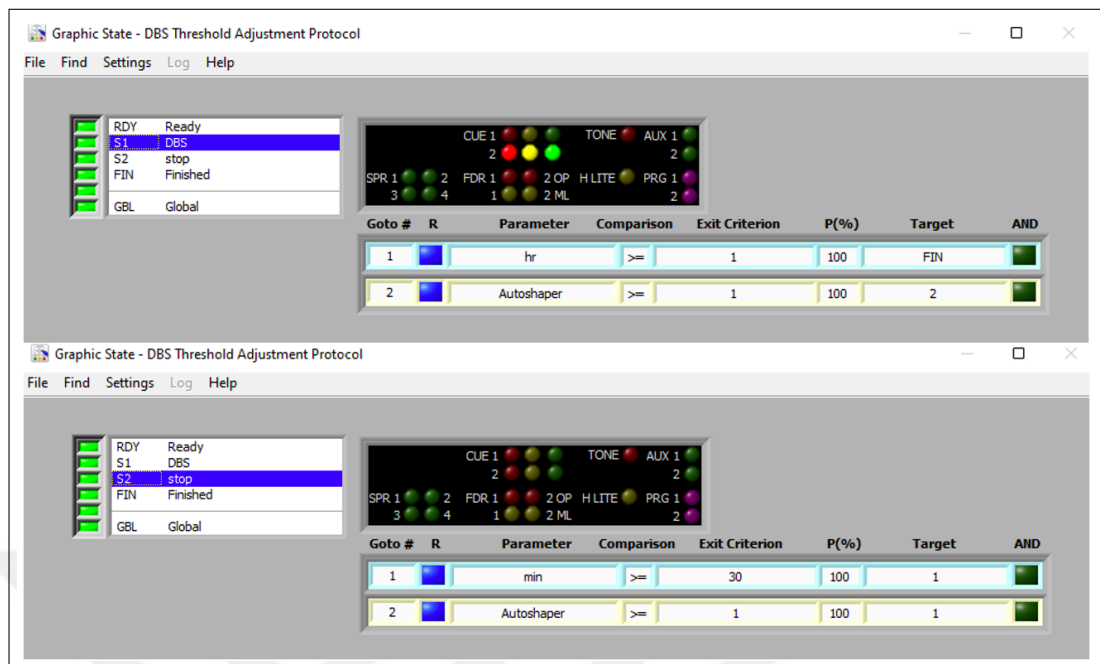 Graphic State - DBS Threshold Adjustment Protocol
File Find Settings Log Help
RDY Ready
S1 DBS
S2 stop
FIN Finished
GBL Global
CUE 1 TONE AUX 1
2 2
SPR 1 2 FDR 1 2 OP H LITE PRG 1
3 4 1 2 ML 2
Goto # R Parameter Comparison Exit Criterion P(%) Target AND
1 hr >= 1 100 FIN
2 Autoshaper >= 1 100 2
Graphic State - DBS Threshold Adjustment Protocol
File Find Settings Log Help
RDY Ready
S1 DBS
S2 stop
FIN Finished
GBL Global
CUE 1 TONE AUX 1
2 2
SPR 1 2 FDR 1 2 OP H LITE PRG 1
3 4 1 2 ML 2
Goto # R Parameter Comparison Exit Criterion P(%) Target AND
1 min >= 30 100 1
2 Autoshaper >= 1 100 1